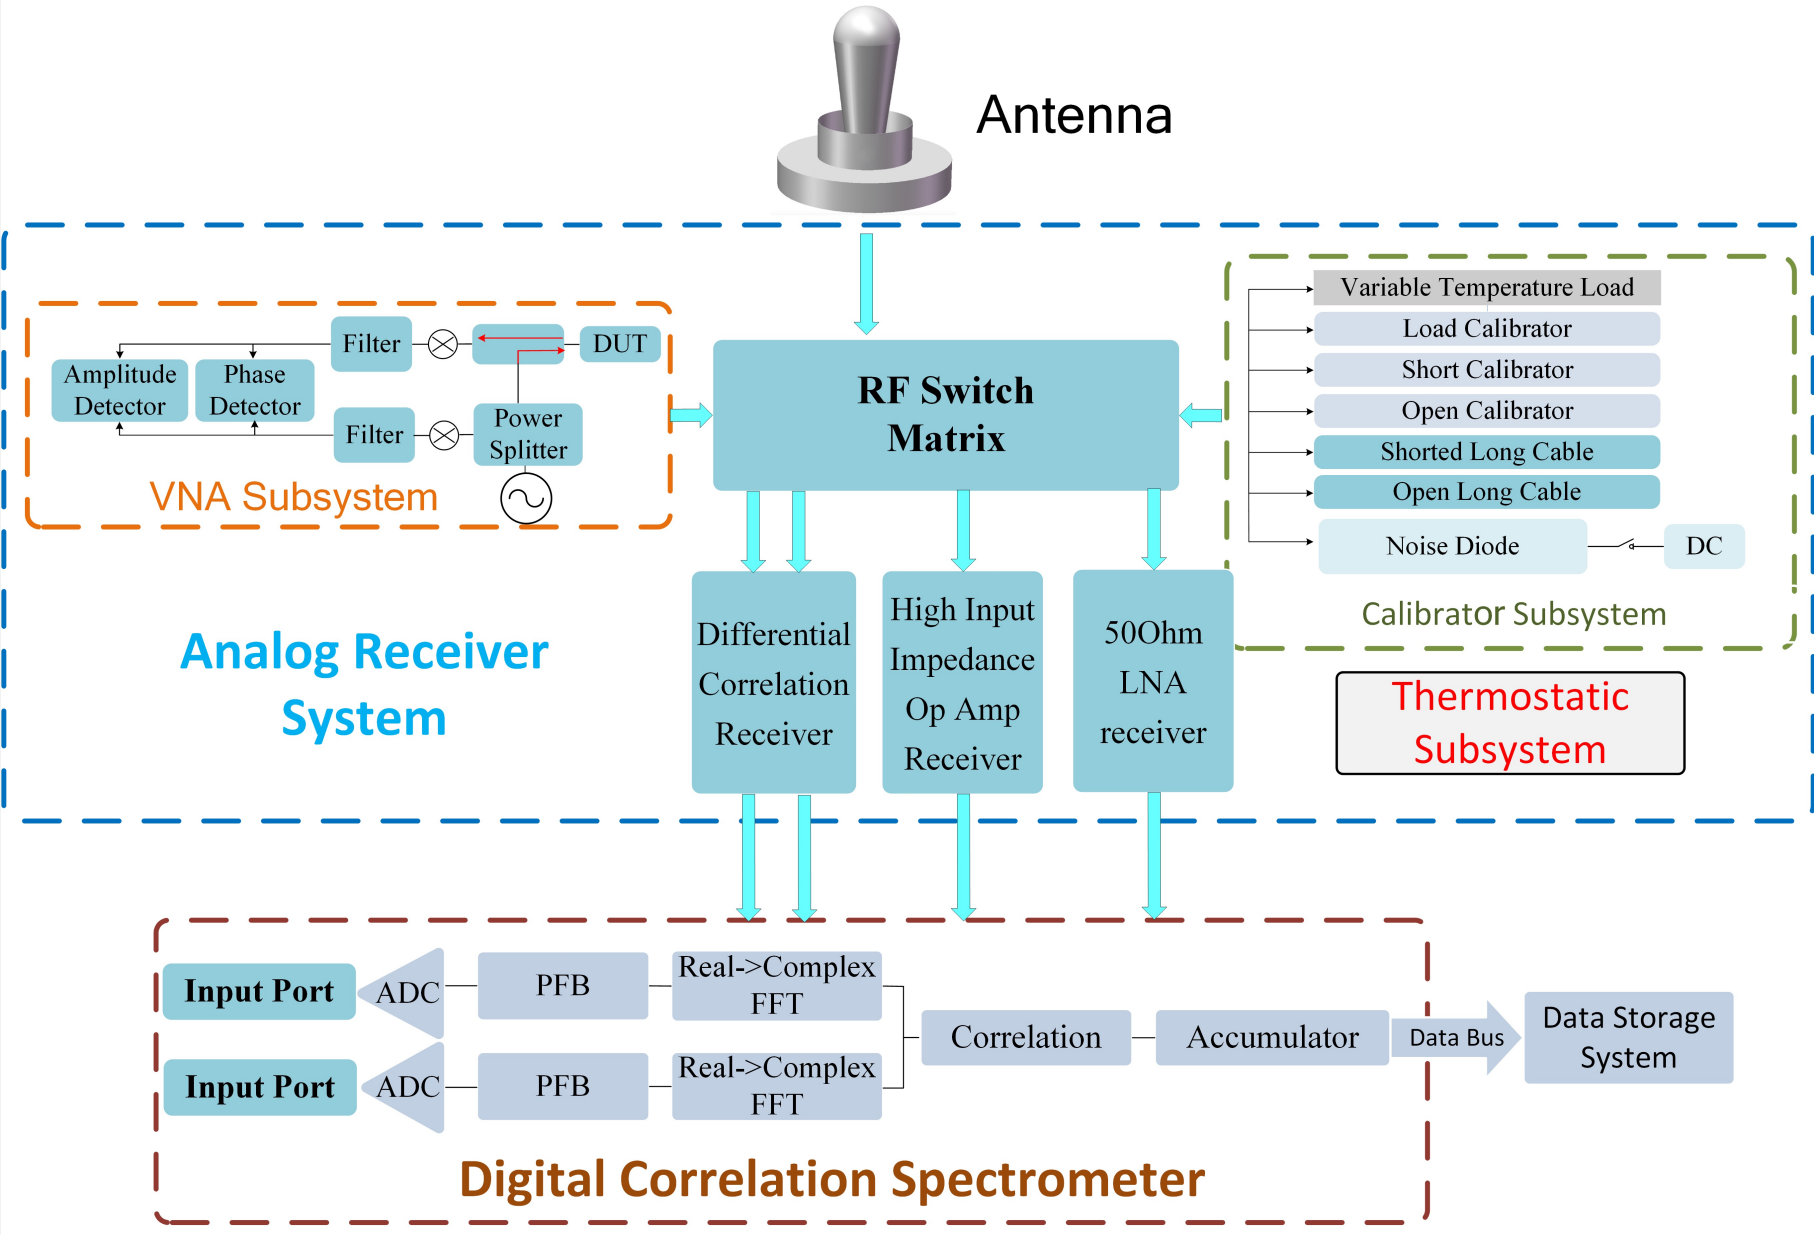 Antenna
Filter
DUT
Amplitude
Detector
Phase
Detector
Filter
Power
Splitter
VNA Subsystem
RF Switch
Matrix
Variable Temperature Load
Load Calibrator
Short Calibrator
Open Calibrator
Shorted Long Cable
Open Long Cable
Noise Diode
DC
Calibrator Subsystem
Analog Receiver
System
Differential
Correlation
Receiver
High Input
Impedance
Op Amp
Receiver
50Ohm
LNA
receiver
Thermostatic
Subsystem
Input Port
ADC
PFB
Real->Complex
FFT
Input Port
ADC
PFB
Real->Complex
FFT
Correlation
Accumulator
Data Bus
Data Storage
System
Digital Correlation Spectrometer